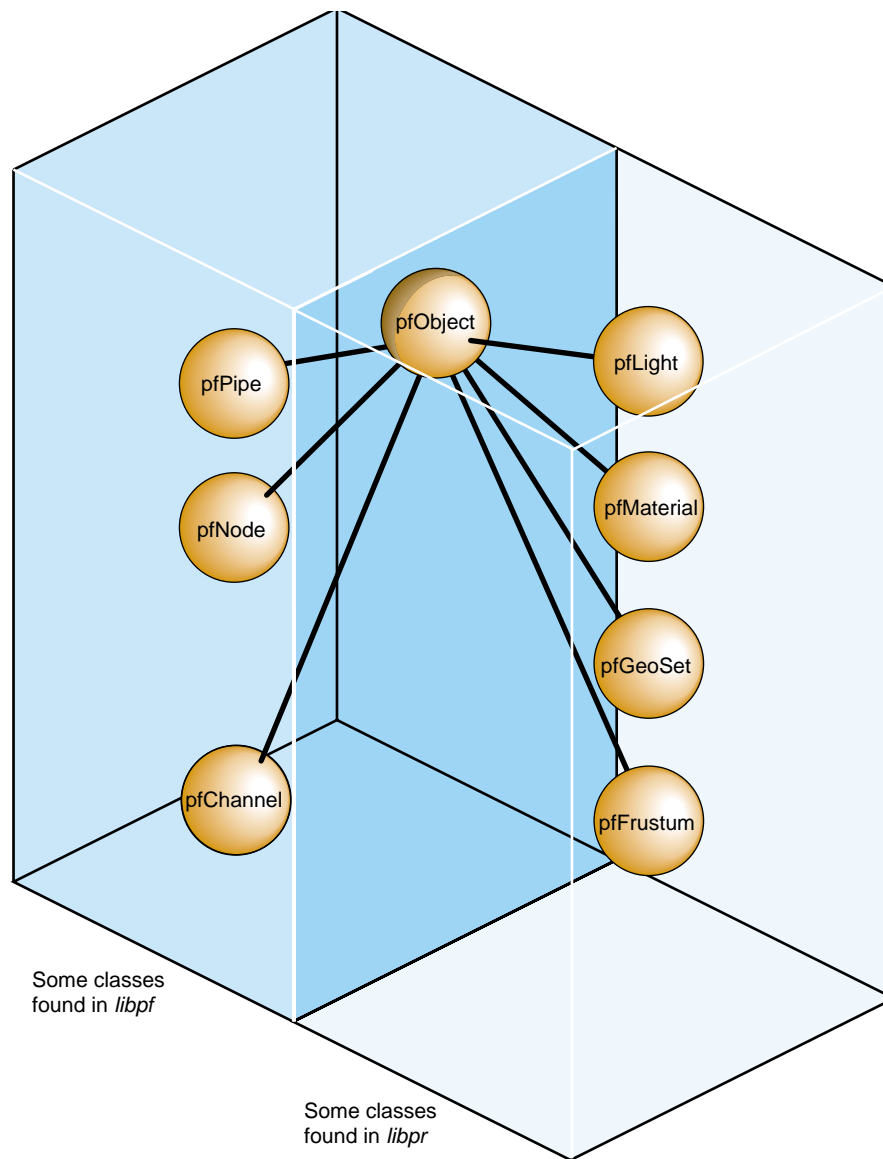 pfObject
pfPipe
pfLight
pfNode
pfMaterial
pfGeoSet
pfChannel
pfFrustum
Some classes
found in libpf
Some classes
found in libpr